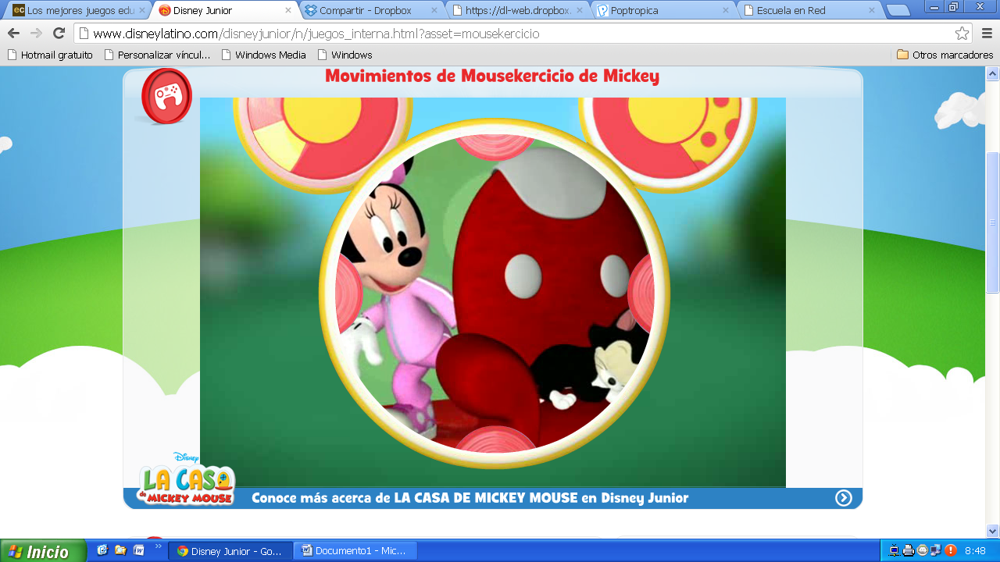 Los mejores juegos edu
Disney Junior
Compartir - Dropbox
https://dl-web.dropbox.
Poptropica
Escuela en Red
www.disneylatino.com/disneyjunior/n/juegos_interna.html?asset=mousekercicio
Hotmail gratuito
Personalizar víncul...
Windows Media
Windows
Otros marcadores
Movimientos de Mousekercicio de Mickey
Disney
LA CASA
de MICKEY MOUSE
Conoce más acerca de LA CASA DE MICKEY MOUSE en Disney Junior
Inicio
Disney Junior - Go...
Documento1 - Mic...
8:48